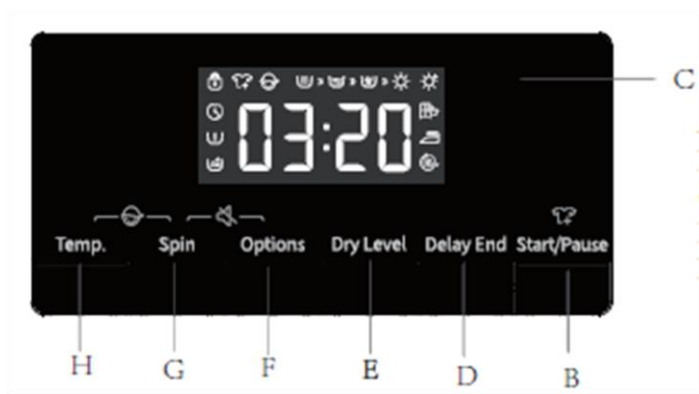 03:20
C
Temp. Spin Options Dry Level Delay End Start/Pause
H G F E D B